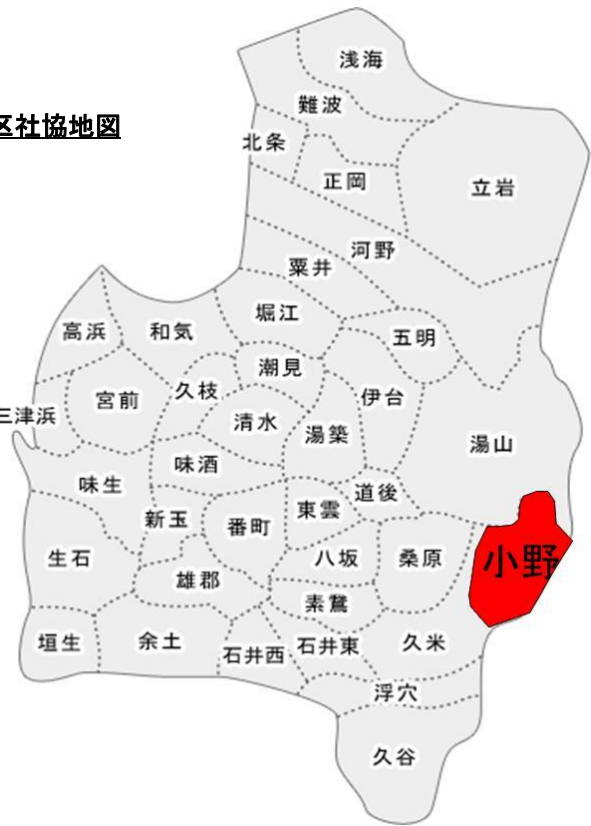 浅海
難波
区社協地図
北条
正岡
立岩
河野
粟井
堀江
高浜
和気
五明
潮見
久枝
伊台
宮前
三津浜
清水
湯築
湯山
味酒
味生
道後
新玉
番町
東雲
小野
生石
八坂
桑原
雄郡
素鵞
垣生
余土
石井西
石井東
久米
浮穴
久谷